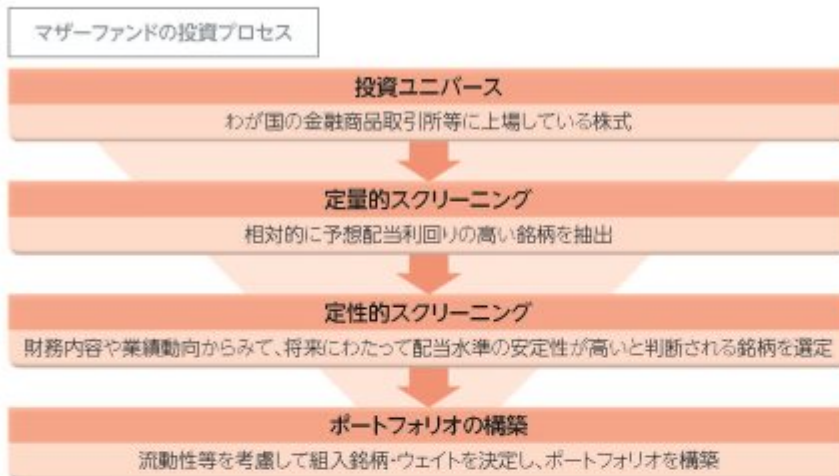 マザーファンドの投資プロセス
投資ユニバース
わが国の金融商品取引所等に上場している株式
定量的スクリーニング
相対的に予想配当利回りの高い銘柄を抽出
定性的スクリーニング
財務内容や業績動向からみて、将来にわたって配当水準の安定性が高いと判断される銘柄を選定
ポートフォリオの構築
流動性等を考慮して組入銘柄・ウェイトを決定し、ポートフォリオを構築